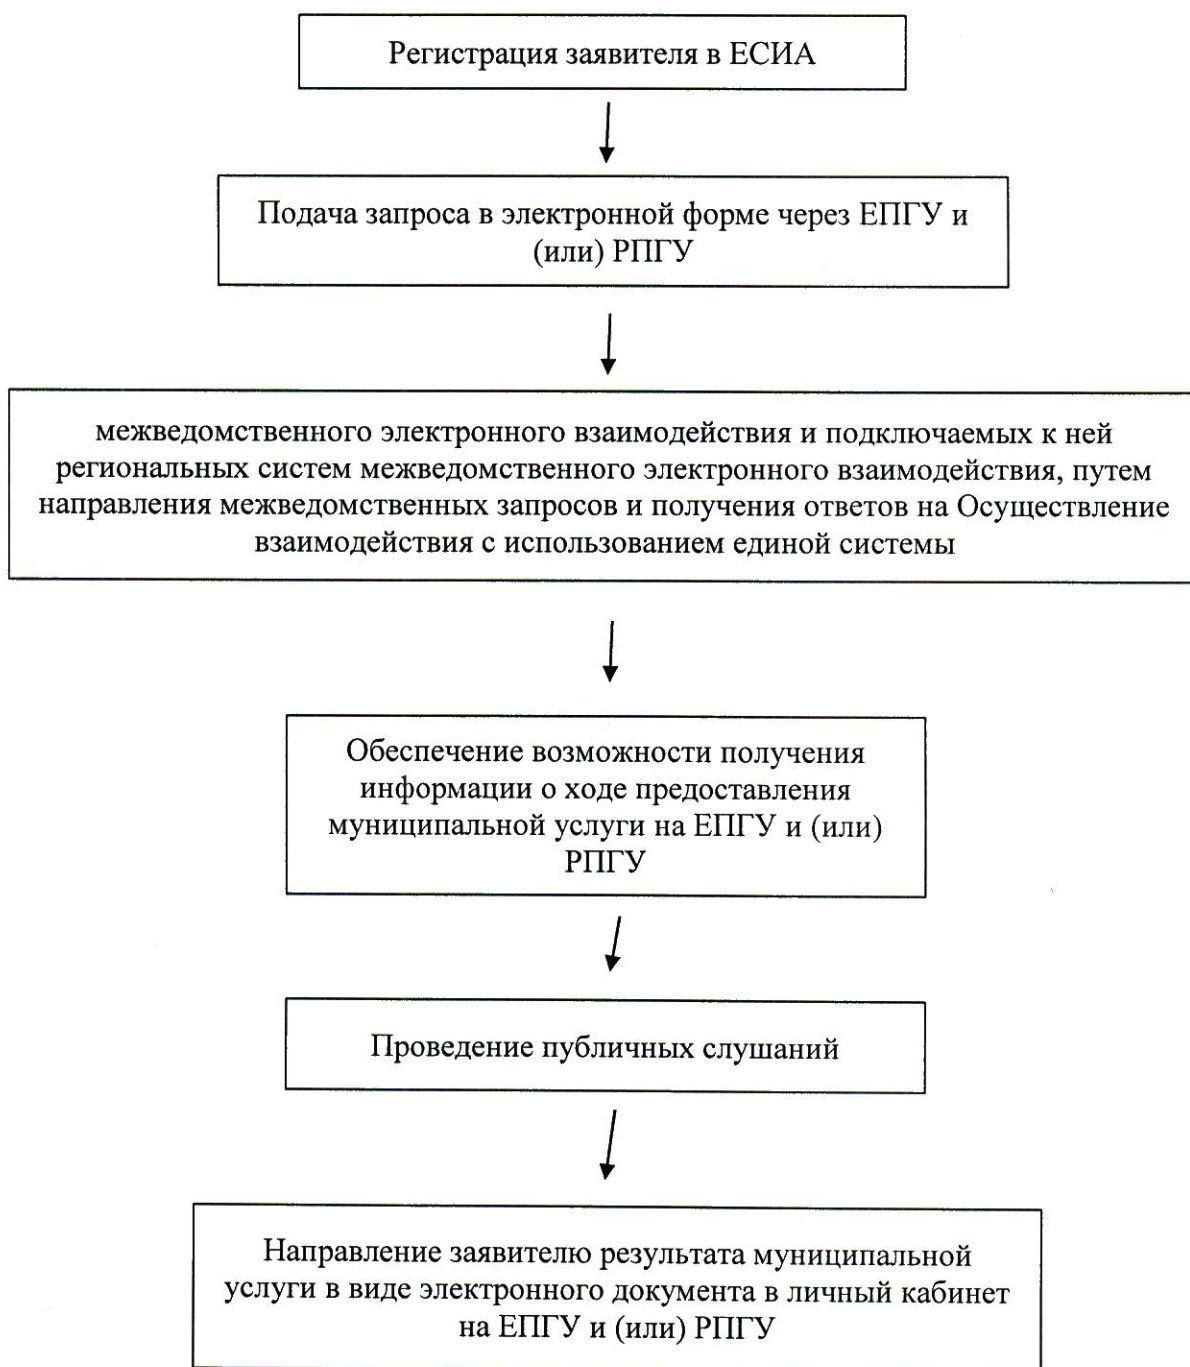 Регистрация заявителя в ЕСИА
Подача запроса в электронной форме через ЕПГУ и
(или) РПГУ
межведомственного электронного взаимодействия и подключаемых к ней
региональных систем межведомственного электронного взаимодействия, путем
направления межведомственных запросов и получения ответов на Осуществление
взаимодействия с использованием единой системы
Обеспечение возможности получения
информации о ходе предоставления
муниципальной услуги на ЕПГУ и (или)
РПГУ
Проведение публичных слушаний
Направление заявителю результата муниципальной
услуги в виде электронного документа в личный кабинет
на ЕПГУ и (или) РПГУ